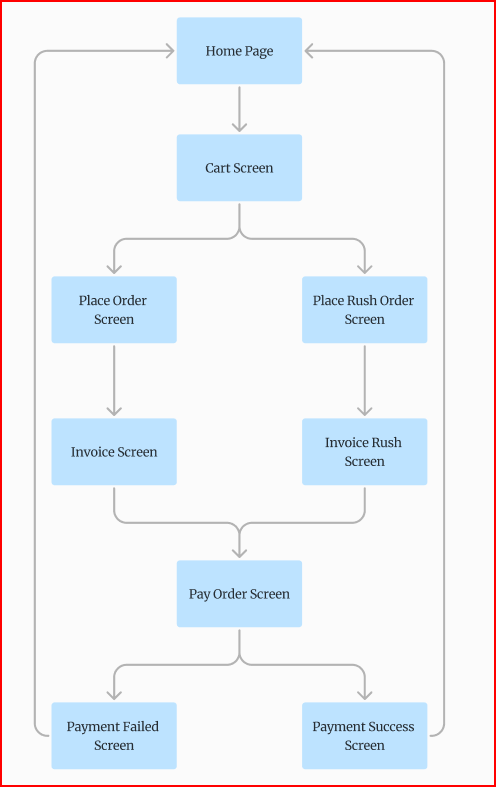 Home Page
Cart Screen
Place Order
Screen
Place Rush Order
Screen
Invoice Screen
Invoice Rush
Screen
Pay Order Screen
Payment Failed
Screen
Payment Success
Screen